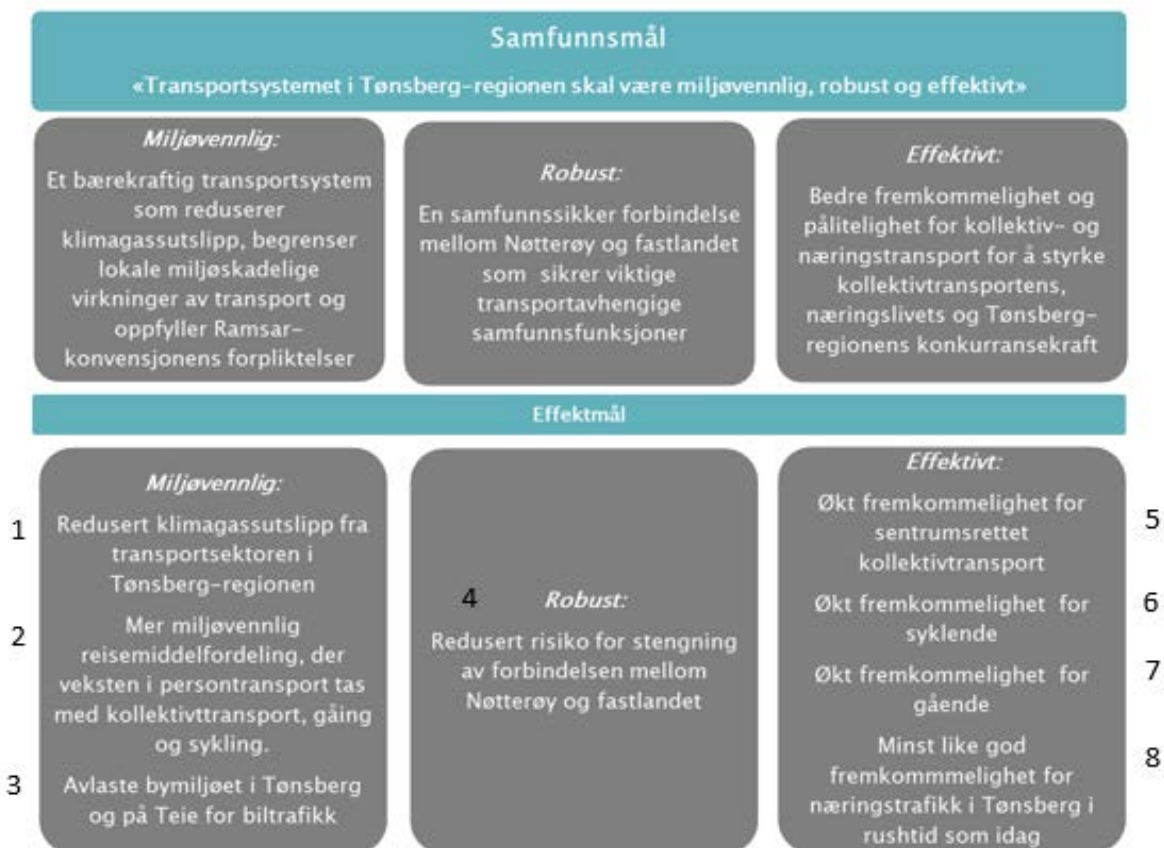 Samfunnsmål
«Transportsystemet i Tønsberg-regionen skal være miljøvennlig, robust og effektivt»
Miljøvennlig:
Et bærekraftig transportsystem
som reduserer
klimagassutslipp, begrenser
lokale miljøskadelige
virkninger av transport og
oppfyller Ramsar-
konvensjonens forpliktelser
Robust:
En samfunnssikker forbindelse
mellom Nøtterøy og fastlandet
som sikrer viktige
transportavhengige
samfunnsfunksjoner
Effektivt:
Bedre fremkommelighet og
pålitelighet for kollektiv- og
næringstransport for å styrke
kollektivtransportens,
næringslivets og Tønsberg-
regionens konkurransekraft
Effektmål
Miljøvennlig:
1 Redusert klimagassutslipp fra
transportsektoren i
Tønsberg-regionen
2 Mer miljøvennlig
reisemiddelfordeling, der
veksten i persontransport tas
med kollektivttransport, gåing
og sykling.
3 Avlaste bymiljøet i Tønsberg
og på Teie for biltrafikk
4 Robust:
Redusert risiko for stengning
av forbindelsen mellom
Nøtterøy og fastlandet
Effektivt:
Økt fremkommelighet for
sentrumsrettet 5
kollektivtransport
Økt fremkommelighet for 6
syklende
Økt fremkommelighet for 7
gående
Minst like god 8
fremkommmelighet for
næringstrafikk i Tønsberg i
rushtid som idag